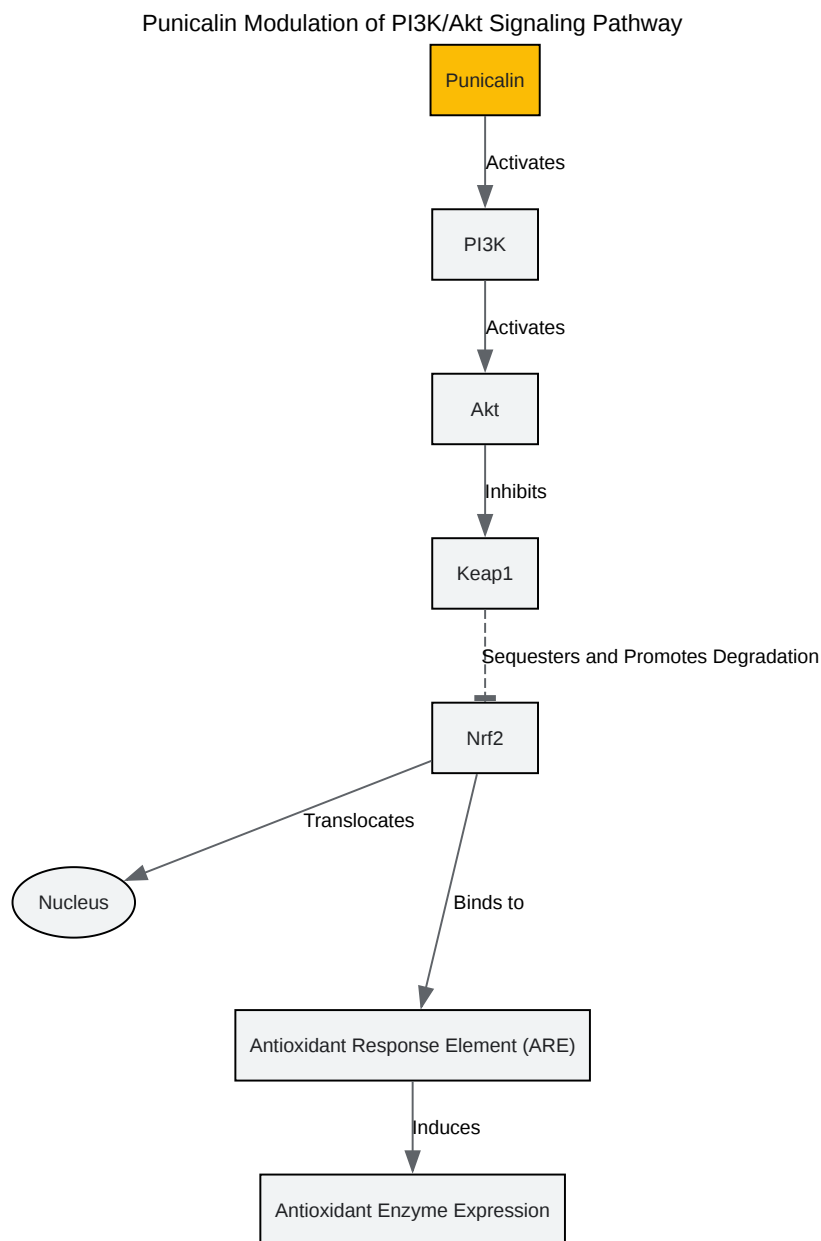 Punicalin Modulation of PI3K/Akt Signaling Pathway
Punicalin
Activates
PI3K
Activates
Akt
Inhibits
Keap1
Sequesters and Promotes Degradation
Nrf2
Translocates
Nucleus
Binds to
Antioxidant Response Element (ARE)
Induces
Antioxidant Enzyme Expression